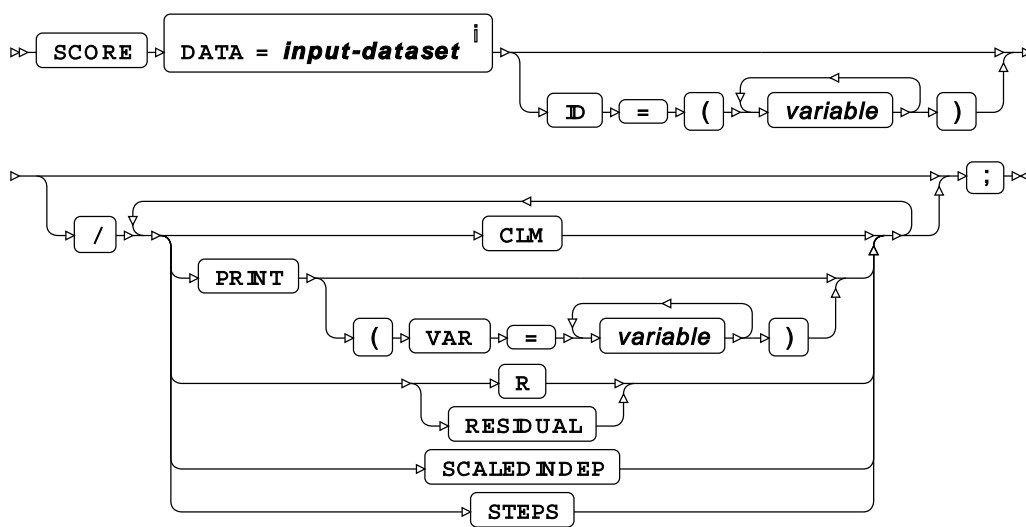 SCORE DATA = input-dataset i
ID = ( variable )
;
/ CLM
PRINT
( VAR = variable )
R
RESIDUAL
SCALEDINDEP
STEPS